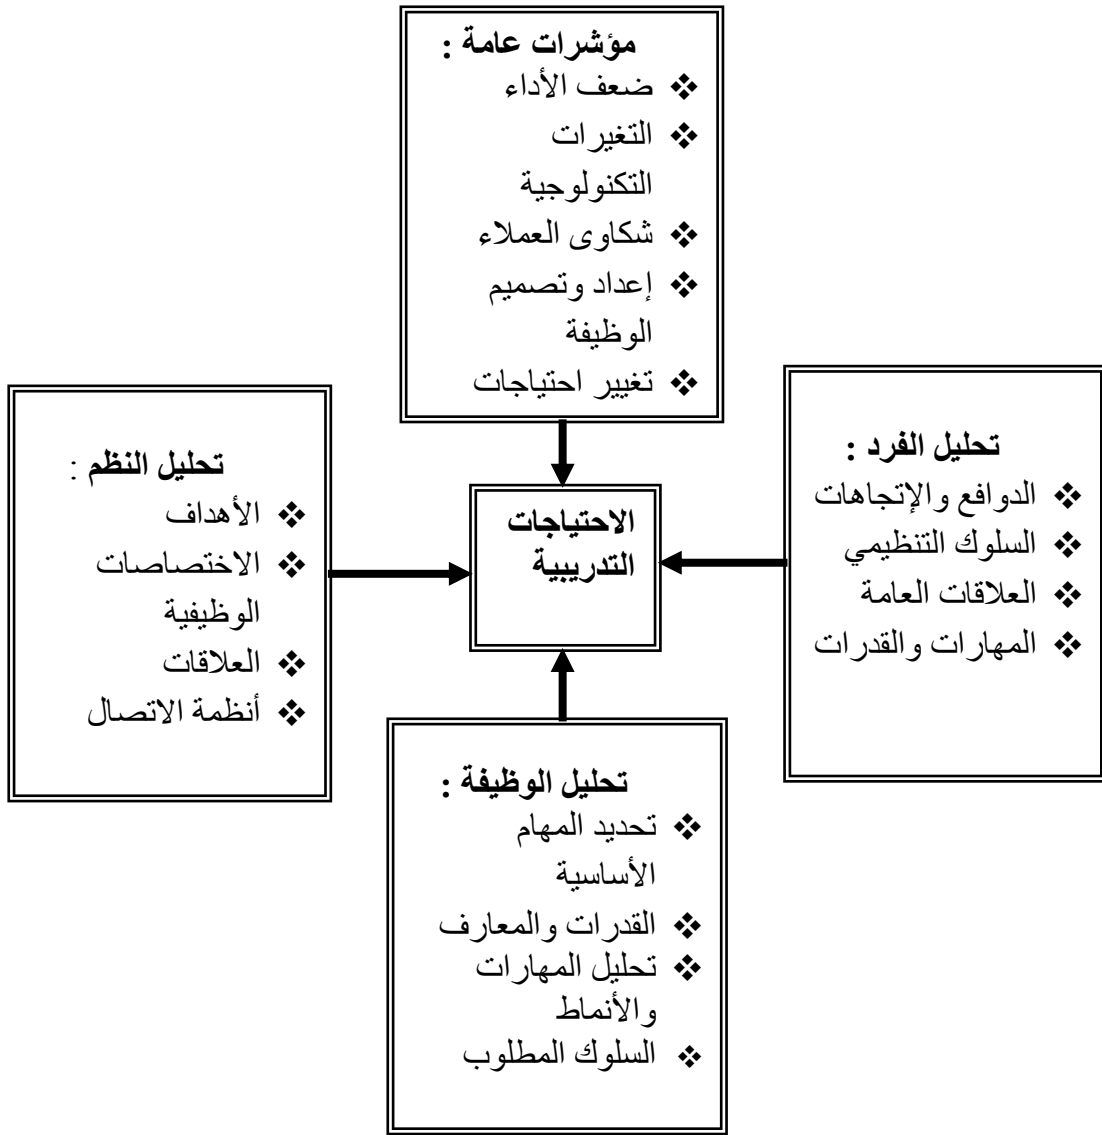 مؤشرات عامة :
❖ ضعف الأداء
❖ التغيرات
التكنولوجية
❖ شكاوى العملاء
❖ إعداد وتصميم
الوظيفة
❖ تغيير احتياجات
تحليل الفرد :
❖ الدوافع والإتجاهات
❖ السلوك التنظيمي
❖ العلاقات العامة
❖ المهارات والقدرات
الاحتياجات
التدريبية
تحليل النظم :
❖ الأهداف
❖ الاختصاصات
الوظيفية
❖ العلاقات
❖ أنظمة الاتصال
تحليل الوظيفة :
❖ تحديد المهام
الأساسية
❖ القدرات والمعارف
❖ تحليل المهارات
والأنماط
❖ السلوك المطلوب